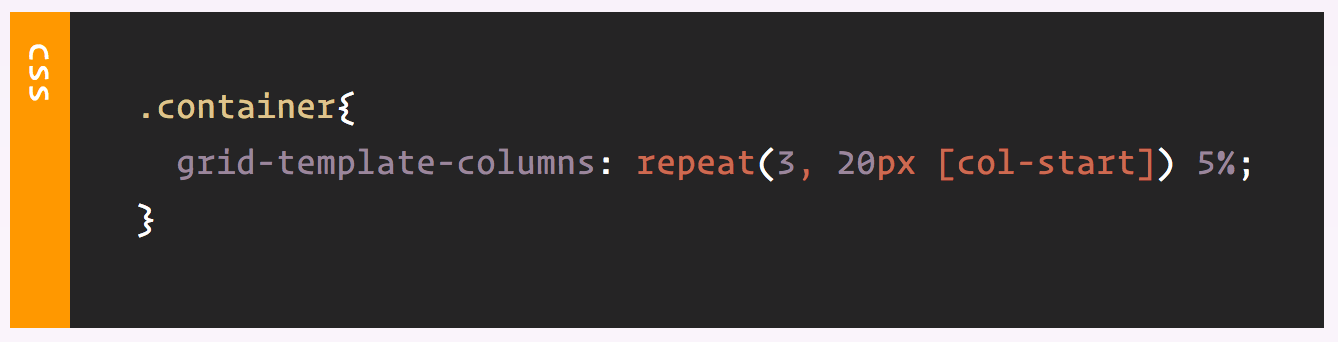 CSS
.container{
  grid-template-columns: repeat(3, 20px [col-start]) 5%;
}